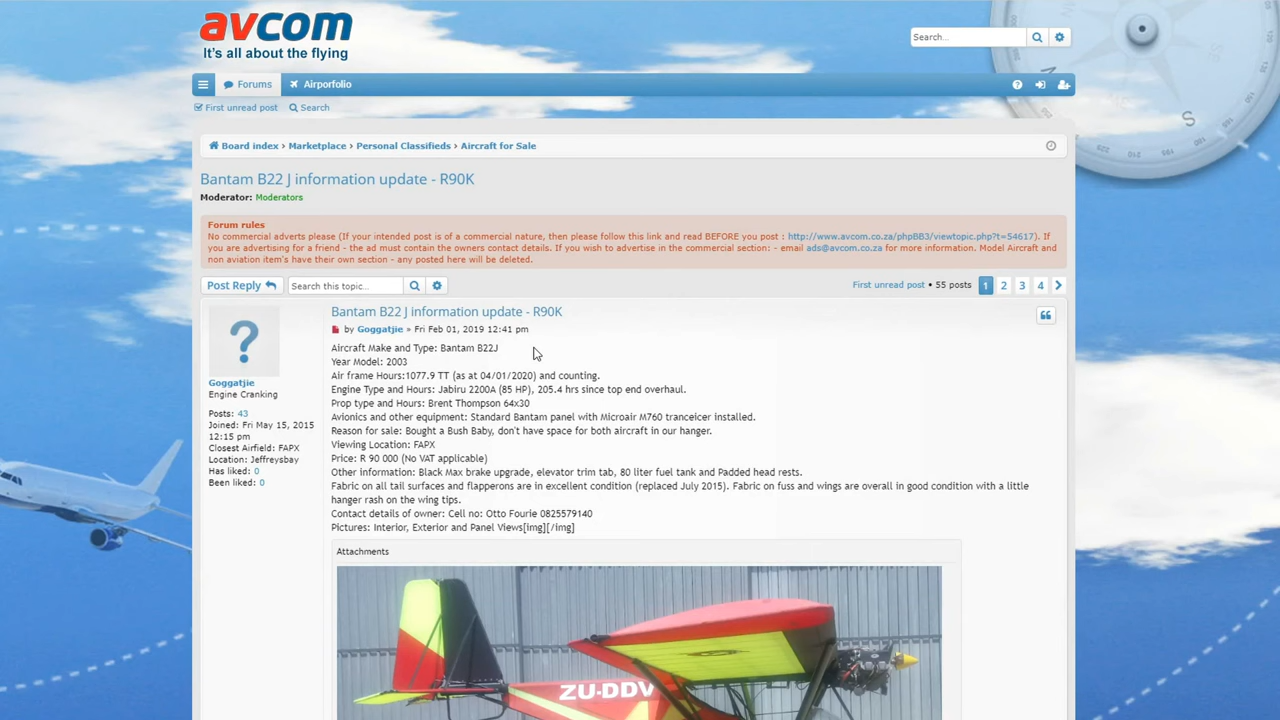 avcom
It's all about the flying
Search...
Forums
Airporfolio
First unread post
Search
Board index › Marketplace › Personal Classifieds › Aircraft for Sale
Bantam B22 J information update - R90K
Moderator: Moderators
Forum rules
No commercial adverts please (If your intended post is of a commercial nature, then please follow this link and read BEFORE you post : http://www.avcom.co.za/phpBB3/viewtopic.php?t=54617). If
you are advertising for a friend - the ad must contain the owners contact details. If you wish to advertise in the commercial section: - email ads@avcom.co.za for more information. Model Aircraft and
non aviation item's have their own section - any posted here will be deleted.
Post Reply
Search this topic...
First unread post • 55 posts 1 2 3 4
Bantam B22 J information update - R90K
by Goggatjie » Fri Feb 01, 2019 12:41 pm
Goggatjie
Engine Cranking
Posts: 43
Joined: Fri May 15, 2015
12:15 pm
Closest Airfield: FAPX
Location: Jeffreysbay
Has liked: 0
Been liked: 0
Aircraft Make and Type: Bantam B22J
Year Model: 2003
Air frame Hours:1077.9 TT (as at 04/01/2020) and counting.
Engine Type and Hours: Jabiru 2200A (85 HP), 205.4 hrs since top end overhaul.
Prop type and Hours: Brent Thompson 64x30
Avionics and other equipment: Standard Bantam panel with Microair M760 tranceicer installed.
Reason for sale: Bought a Bush Baby, don't have space for both aircraft in our hanger.
Viewing Location: FAPX
Price: R 90 000 (No VAT applicable)
Other information: Black Max brake upgrade, elevator trim tab, 80 liter fuel tank and Padded head rests.
Fabric on all tail surfaces and flapperons are in excellent condition (replaced July 2015). Fabric on fuss and wings are overall in good condition with a little
hanger rash on the wing tips.
Contact details of owner: Cell no: Otto Fourie 0825579140
Pictures: Interior, Exterior and Panel Views[img][/img]
Attachments
ZU-DDV